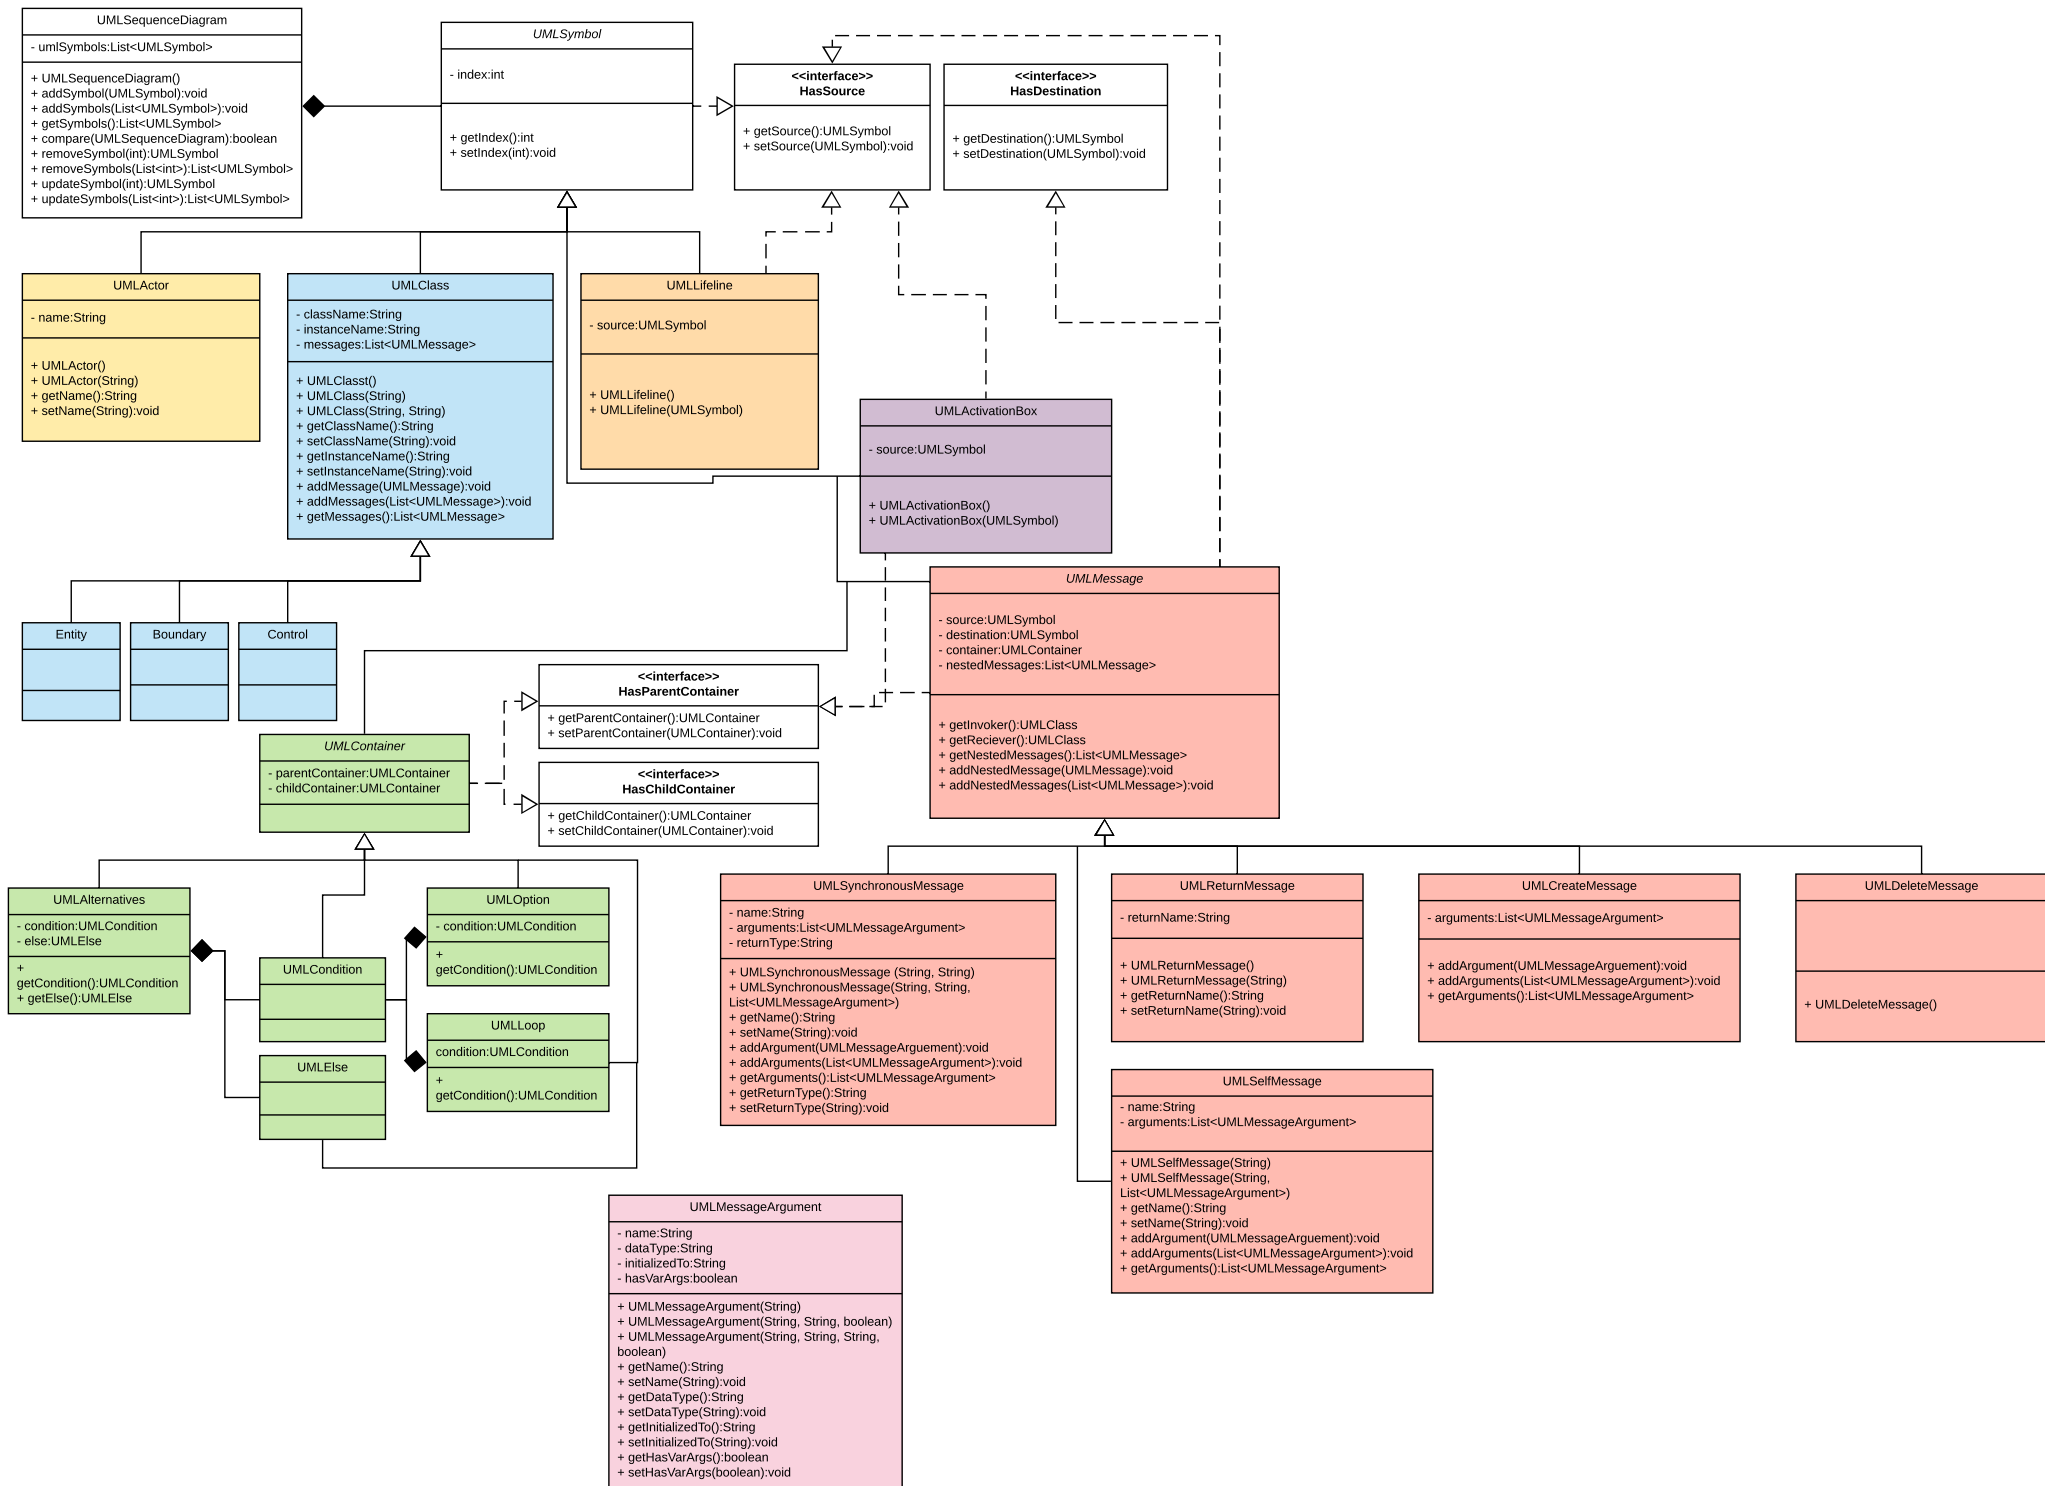 UMLSequenceDiagram
- umlSymbols:List<UMLSymbol>
+ UMLSequenceDiagram()
+ addSymbol(UMLSymbol):void
+ addSymbols(List<UMLSymbol>):void
+ getSymbols():List<UMLSymbol>
+ compare(UMLSequenceDiagram):boolean
+ removeSymbol(int):UMLSymbol
+ removeSymbols(List<int>):List<UMLSymbol>
+ updateSymbol(int):UMLSymbol
+ updateSymbols(List<int>):List<UMLSymbol>
UMLSymbol
- index:int
+ getIndex():int
+ setIndex(int):void
<<interface>>
HasSource
+ getSource():UMLSymbol
+ setSource(UMLSymbol):void
<<interface>>
HasDestination
+ getDestination():UMLSymbol
+ setDestination(UMLSymbol):void
UMLActor
- name:String
+ UMLActor()
+ UMLActor(String)
+ getName():String
+ setName(String):void
UMLClass
- className:String
- instanceName:String
- messages:List<UMLMessage>
+ UMLClasst()
+ UMLClass(String)
+ UMLClass(String, String)
+ getClassName():String
+ setClassName(String):void
+ getInstanceName():String
+ setInstanceName(String):void
+ addMessage(UMLMessage):void
+ addMessages(List<UMLMessage>):void
+ getMessages():List<UMLMessage>
UMLLifeline
- source:UMLSymbol
+ UMLLifeline()
+ UMLLifeline(UMLSymbol)
UMLActivationBox
- source:UMLSymbol
+ UMLActivationBox()
+ UMLActivationBox(UMLSymbol)
Entity
Boundary
Control
UMLMessage
- source:UMLSymbol
- destination:UMLSymbol
- container:UMLContainer
- nestedMessages:List<UMLMessage>
+ getInvoker():UMLClass
+ getReciever():UMLClass
+ getNestedMessages():List<UMLMessage>
+ addNestedMessage(UMLMessage):void
+ addNestedMessages(List<UMLMessage>):void
<<interface>>
HasParentContainer
+ getParentContainer():UMLContainer
+ setParentContainer(UMLContainer):void
UMLContainer
- parentContainer:UMLContainer
- childContainer:UMLContainer
<<interface>>
HasChildContainer
+ getChildContainer():UMLContainer
+ setChildContainer(UMLContainer):void
UMLAlternatives
- condition:UMLCondition
- else:UMLElse
+
getCondition():UMLCondition
+ getElse():UMLElse
UMLCondition
UMLElse
UMLOption
- condition:UMLCondition
+
getCondition():UMLCondition
UMLLoop
condition:UMLCondition
+
getCondition():UMLCondition
UMLSynchronousMessage
- name:String
- arguments:List<UMLMessageArgument>
- returnType:String
+ UMLSynchronousMessage (String, String)
+ UMLSynchronousMessage(String, String,
List<UMLMessageArgument>)
+ getName():String
+ setName(String):void
+ addArgument(UMLMessageArguement):void
+ addArguments(List<UMLMessageArgument>):void
+ getArguments():List<UMLMessageArgument>
+ getReturnType():String
+ setReturnType(String):void
UMLReturnMessage
- returnName:String
+ UMLReturnMessage()
+ UMLReturnMessage(String)
+ getReturnName():String
+ setReturnName(String):void
UMLCreateMessage
- arguments:List<UMLMessageArgument>
+ addArgument(UMLMessageArguement):void
+ addArguments(List<UMLMessageArgument>):void
+ getArguments():List<UMLMessageArgument>
UMLDeleteMessage
+ UMLDeleteMessage()
UMLSelfMessage
- name:String
- arguments:List<UMLMessageArgument>
+ UMLSelfMessage(String)
+ UMLSelfMessage(String,
List<UMLMessageArgument>)
+ getName():String
+ setName(String):void
+ addArgument(UMLMessageArguement):void
+ addArguments(List<UMLMessageArgument>):void
+ getArguments():List<UMLMessageArgument>
UMLMessageArgument
- name:String
- dataType:String
- initializedTo:String
- hasVarArgs:boolean
+ UMLMessageArgument(String)
+ UMLMessageArgument(String, String, boolean)
+ UMLMessageArgument(String, String, String,
boolean)
+ getName():String
+ setName(String):void
+ getDataType():String
+ setDataType(String):void
+ getInitializedTo():String
+ setInitializedTo(String):void
+ getHasVarArgs():boolean
+ setHasVarArgs(boolean):void